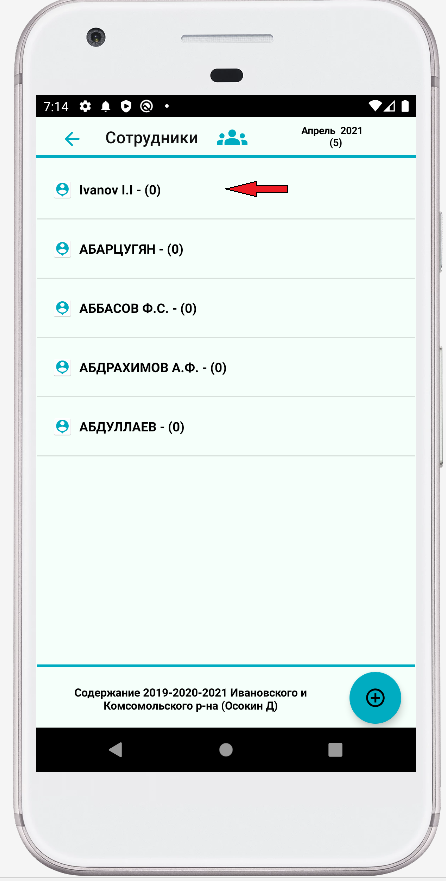 7:14
Сотрудники
Апрель 2021
(5)
Ivanov I.I - (0)
АБАРЦУГЯН - (0)
АББАСОВ Ф.С. - (0)
АБДРАХИМОВ А.Ф. - (0)
АБДУЛЛАЕВ - (0)
Содержание 2019-2020-2021 Ивановского и
Комсомольского р-на (Осокин Д)